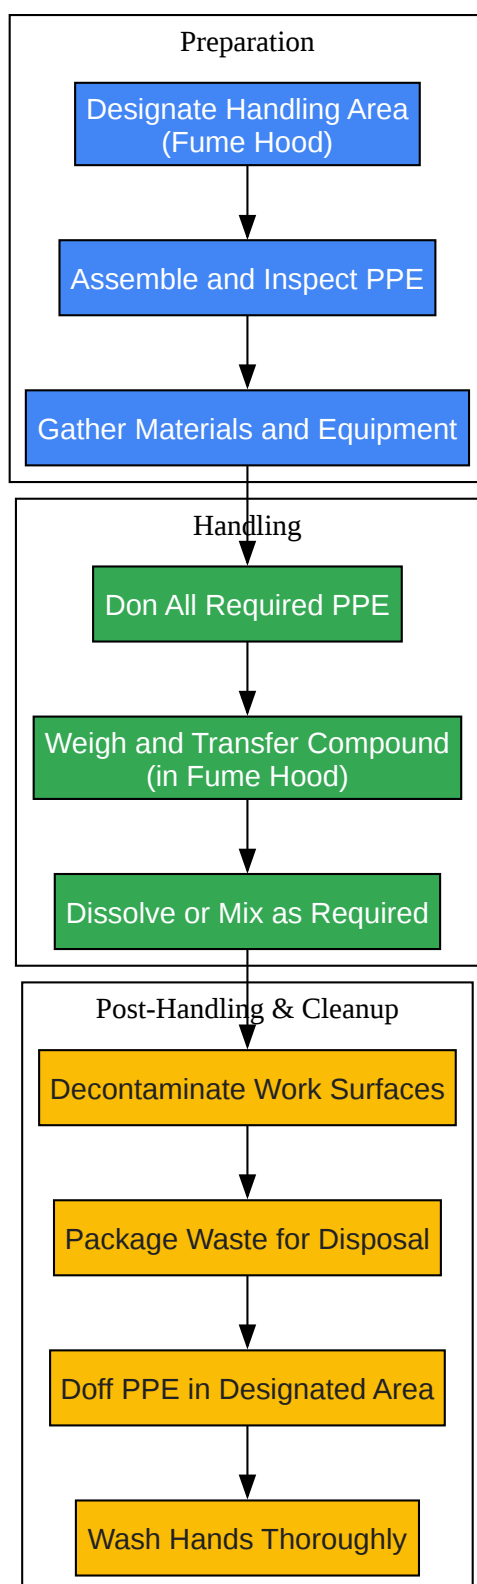 Preparation
Designate Handling Area
(Fume Hood)
Assemble and Inspect PPE
Gather Materials and Equipment
Handling
Don All Required PPE
Weigh and Transfer Compound
(in Fume Hood)
Dissolve or Mix as Required
Post-Handling & Cleanup
Decontaminate Work Surfaces
Package Waste for Disposal
Doff PPE in Designated Area
Wash Hands Thoroughly